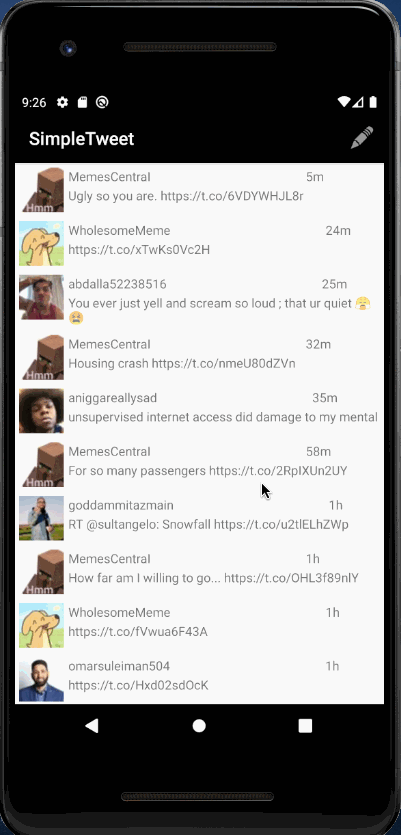 9:26
SimpleTweet
MemesCentral 5m
Ugly so you are. https://t.co/6VDYWHJL8r
Hmm
WholesomeMeme 24m
https://t.co/xTwKs0Vc2H
abdalla52238516 25m
You ever just yell and scream so loud ; that ur quiet 😤
😫
MemesCentral 32m
Housing crash https://t.co/nmeU80dZVn
Hmm
aniggareallysad 35m
unsupervised internet access did damage to my mental
MemesCentral 58m
For so many passengers https://t.co/2RpIXUn2UY
Hmm
goddammitazmain 1h
RT @sultangelo: Snowfall https://t.co/u2tlELhZWp
MemesCentral 1h
How far am I willing to go... https://t.co/OHL3f89nlY
Hmm
WholesomeMeme 1h
https://t.co/fVwua6F43A
omarsuleiman504 1h
https://t.co/Hxd02sdOcK